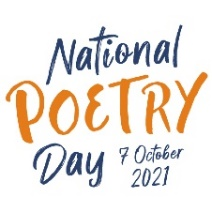 National
POETRY
Day 7 October
2021